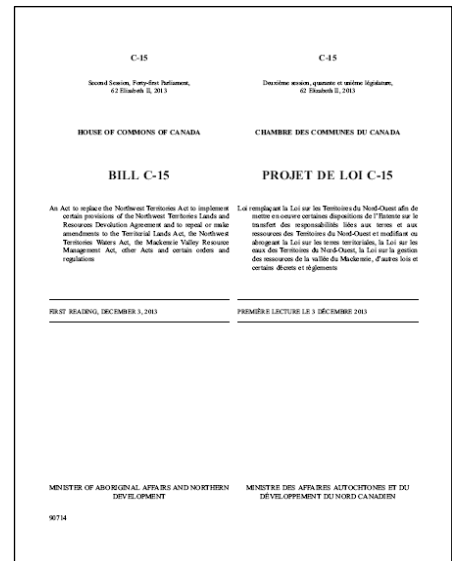 C-15
Second Session, Forty-first Parliament,
62 Elizabeth II, 2013
HOUSE OF COMMONS OF CANADA
BILL C-15
An Act to replace the Northwest Territories Act to implement
certain provisions of the Northwest Territories Lands and
Resources Devolution Agreement and to repeal or make
amendments to the Territorial Lands Act, the Northwest
Territories Waters Act, the Mackenzie Valley Resource
Management Act, other Acts and certain orders and
regulations
FIRST READING, DECEMBER 3, 2013
MINISTER OF ABORIGINAL AFFAIRS AND NORTHERN
DEVELOPMENT
90714
C-15
Deuxième session, quarante et unième législature,
62 Elizabeth II, 2013
CHAMBRE DES COMMUNES DU CANADA
PROJET DE LOI C-15
Loi remplaçant la Loi sur les Territoires du Nord-Ouest afin de
mettre en œuvre certaines dispositions de l'Entente sur le
transfert des responsabilités liées aux terres et aux
ressources des Territoires du Nord-Ouest et modifiant ou
abrogeant la Loi sur les terres territoriales, la Loi sur les
eaux des Territoires du Nord-Ouest, la Loi sur la gestion
des ressources de la vallée du Mackenzie, d'autres lois et
certains décrets et règlements
PREMIÈRE LECTURE LE 3 DÉCEMBRE 2013
MINISTRE DES AFFAIRES AUTOCHTONES ET DU
DÉVELOPPEMENT DU NORD CANADIEN